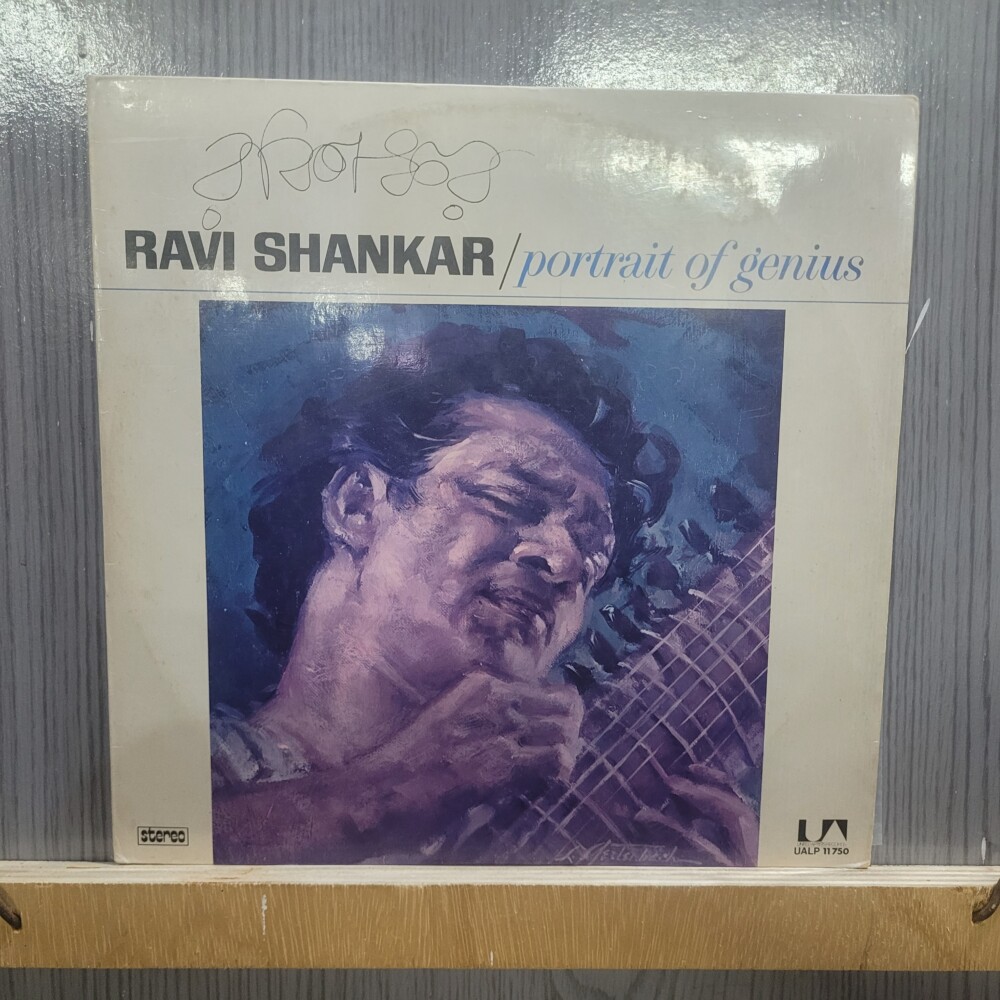 RAVI SHANKAR/portrait of genius
stereo
UA
UALP 11750